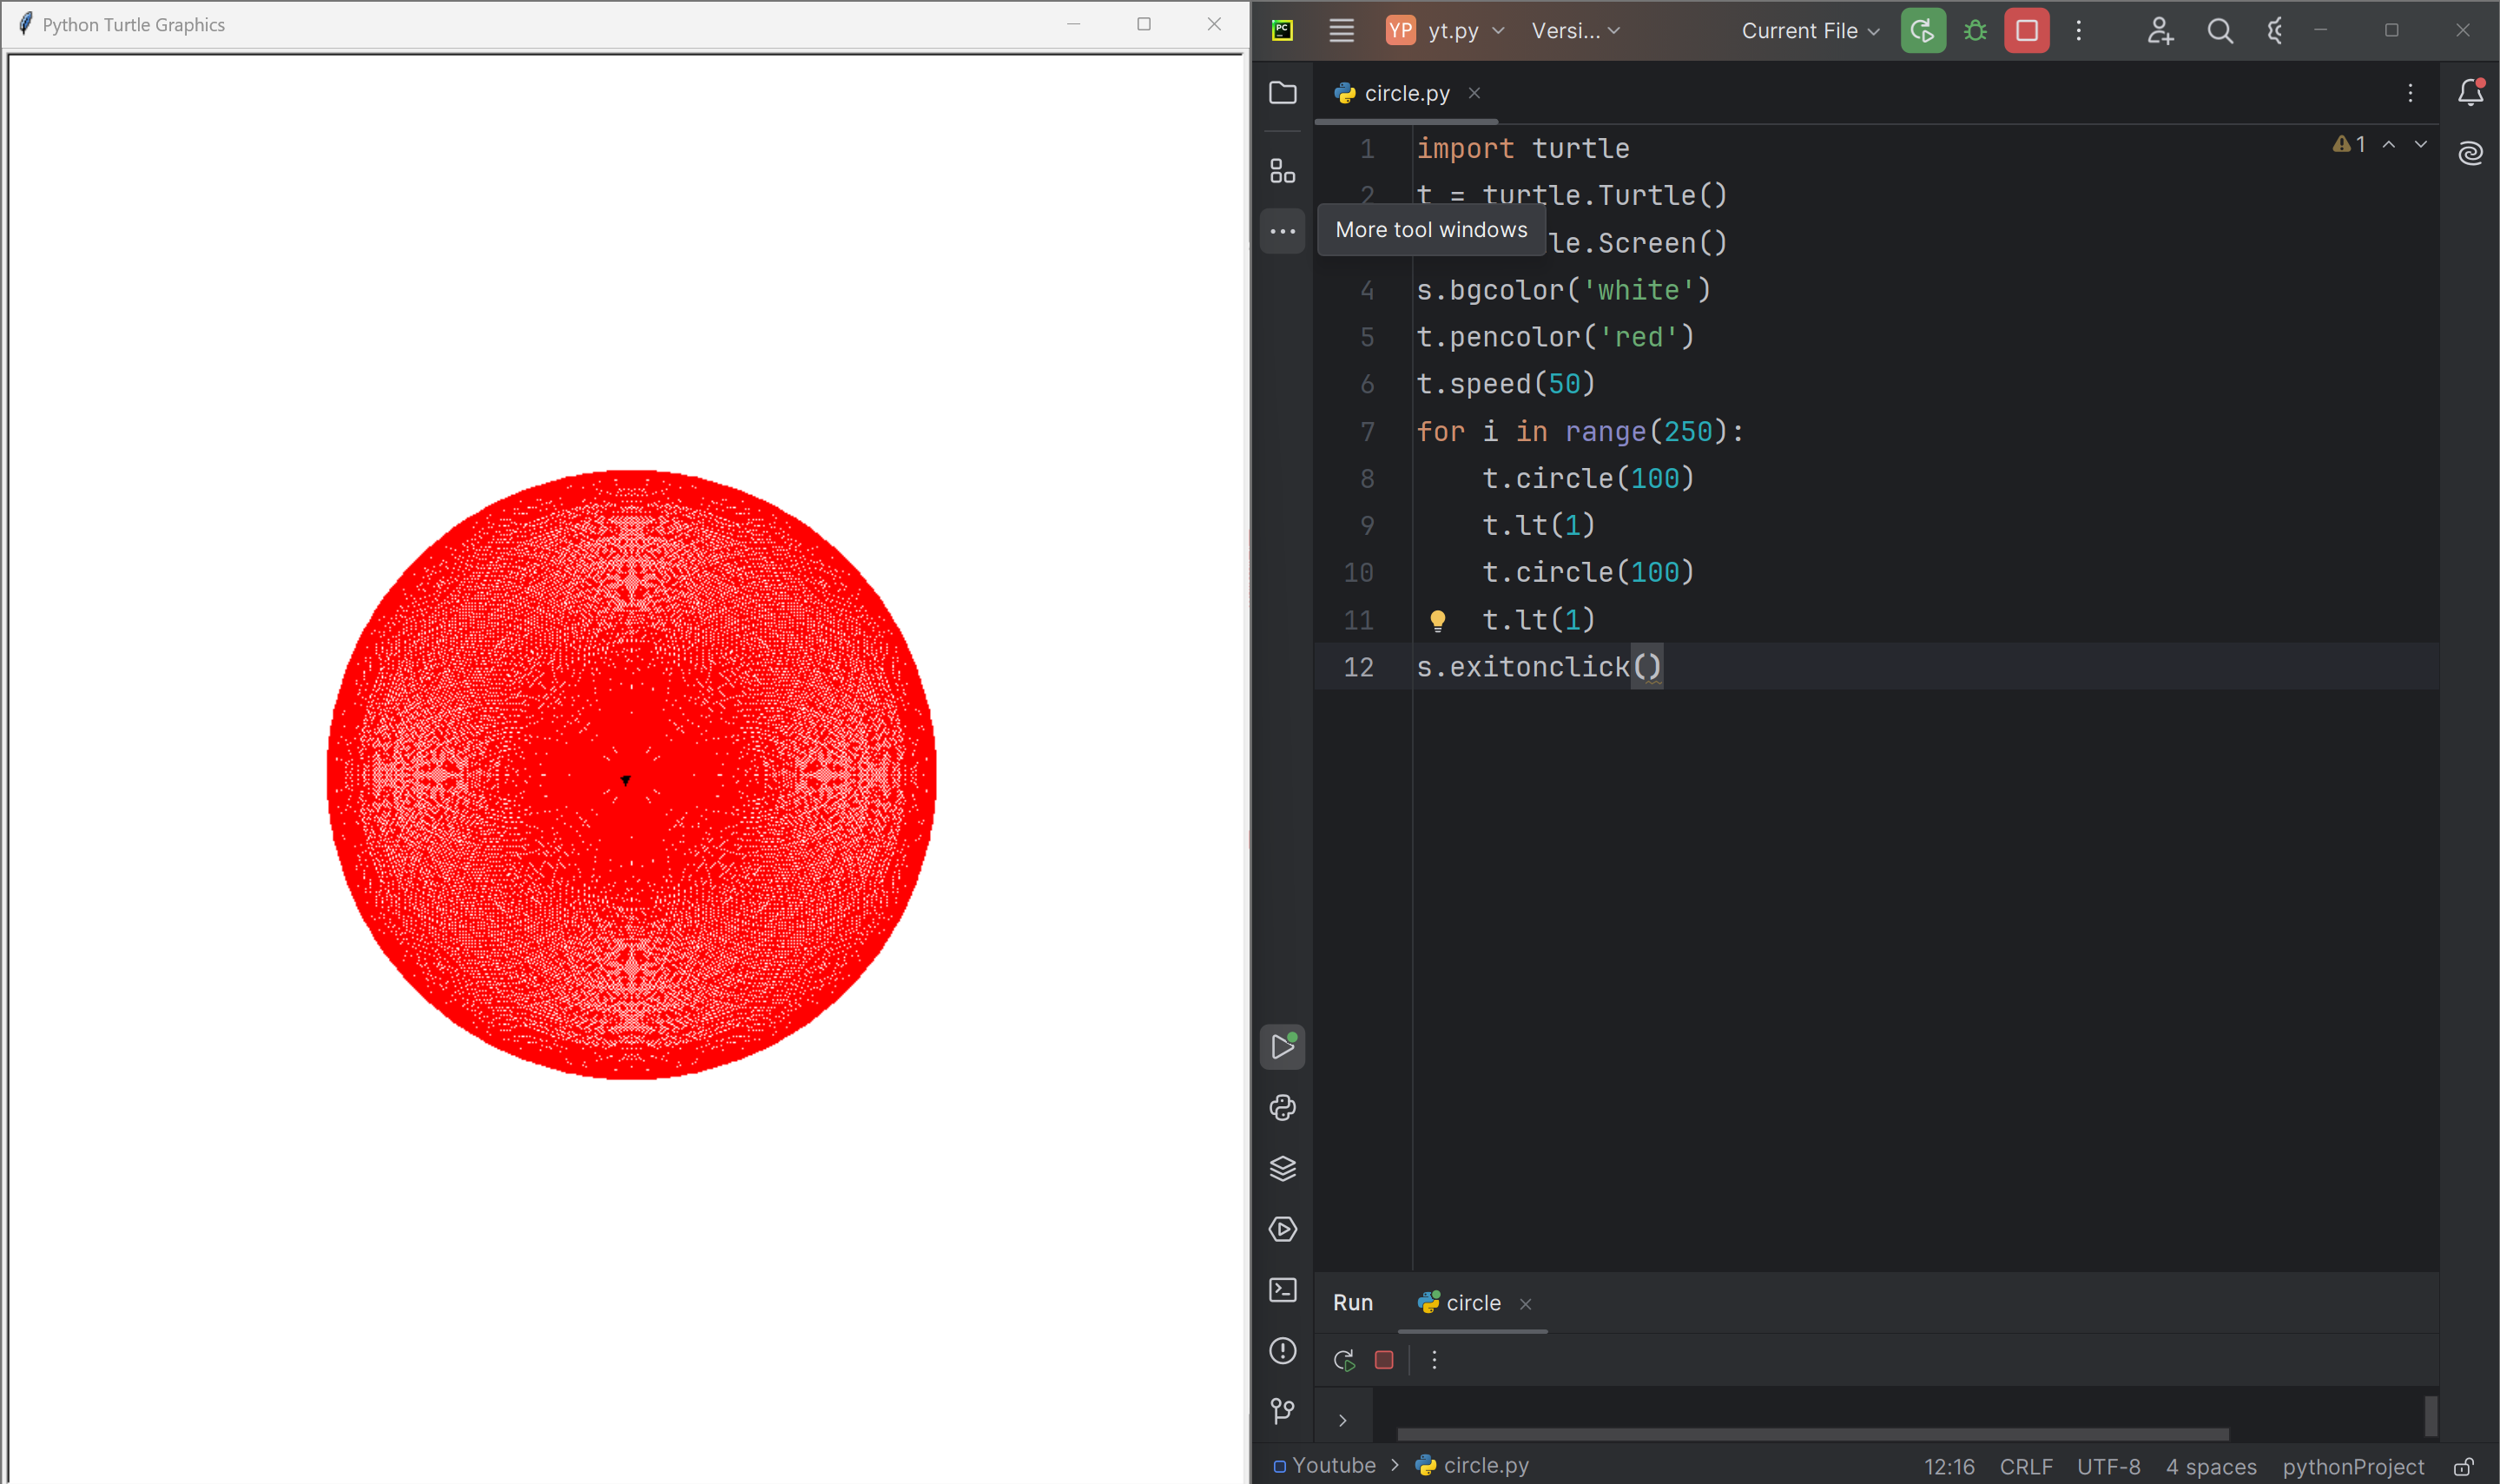 Python Turtle Graphics
PC
YP yt.py Versi... Current File
circle.py
1 import turtle
1
2 t = turtle.Turtle()
More tool windows
le.Screen()
4 s.bgcolor('white')
5 t.pencolor('red')
6 t.speed(50)
7 for i in range(250):
8 t.circle(100)
9 t.lt(1)
10 t.circle(100)
11 t.lt(1)
12 s.exitonclick()
Run circle
Youtube > circle.py 12:16 CRLF UTF-8 4 spaces pythonProject